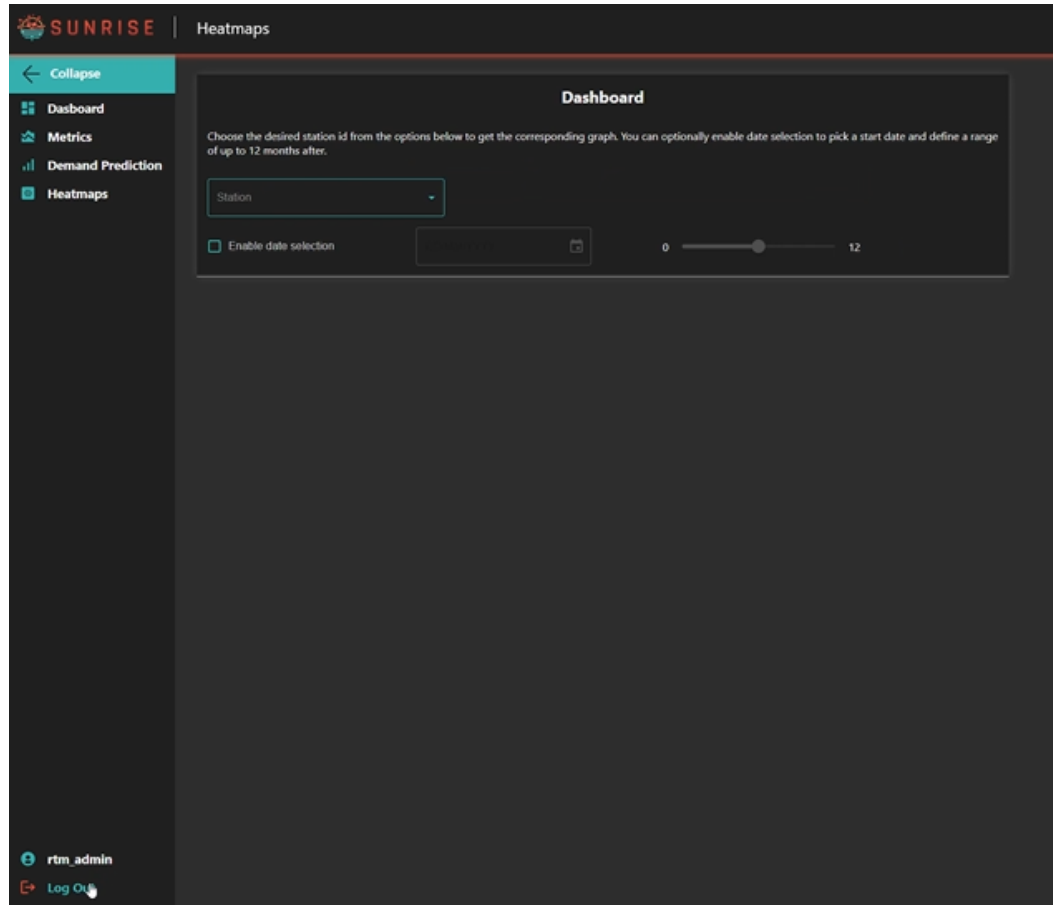 SUNRISE
Heatmaps
Collapse
Dasboard
Metrics
Demand Prediction
Heatmaps
Dashboard
Choose the desired station id from the options below to get the corresponding graph. You can optionally enable date selection to pick a start date and define a range
of up to 12 months after.
Station
Enable date selection
0
12
rtm_admin
Log Out